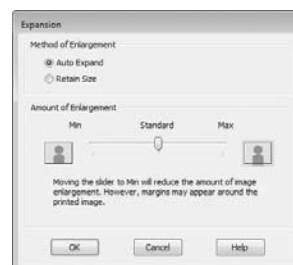 Expansion
Method of Enlargement
Auto Expand
Retain Size
Amount of Enlargement
Min Standard Max
Moving the slider to Min will reduce the amount of image
enlargement. However, margins may appear around the
printed image.
OK Cancel Help